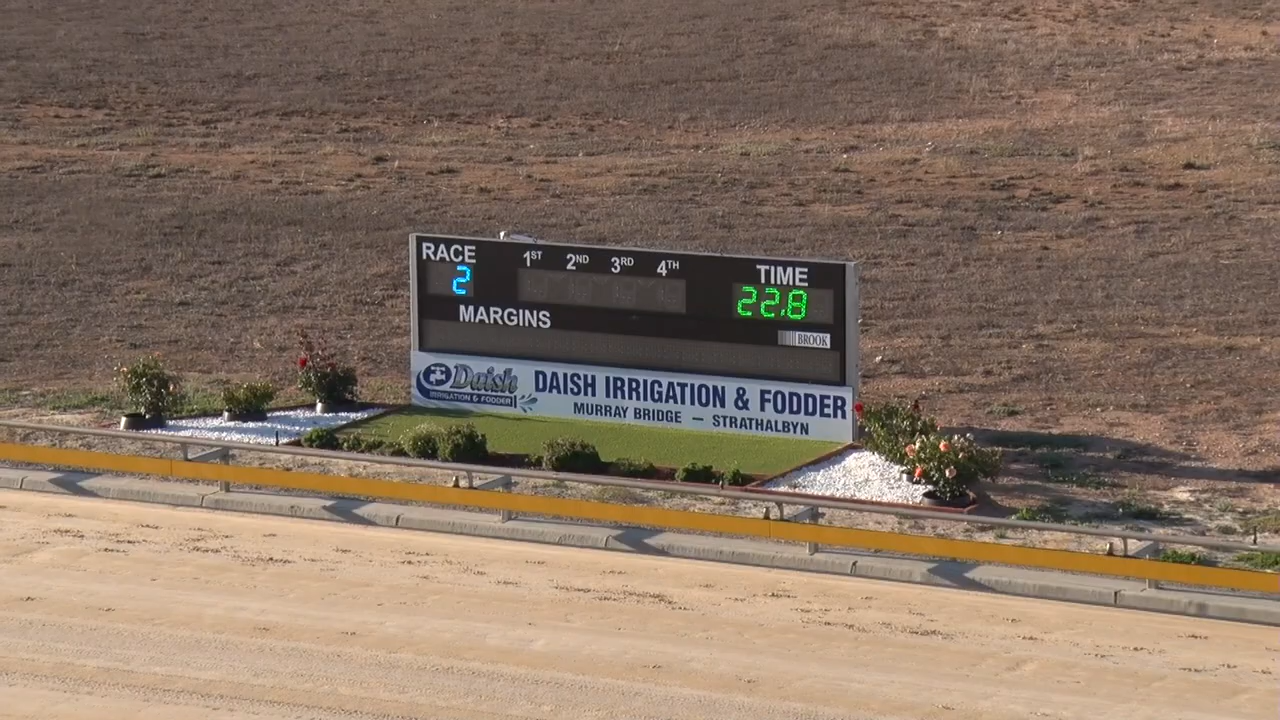 RACE 1ST 2ND 3RD 4TH TIME
2 22.8
MARGINS
BROOK
Daish
IRRIGATION & FODDER
DAISH IRRIGATION & FODDER
MURRAY BRIDGE – STRATHALBYN